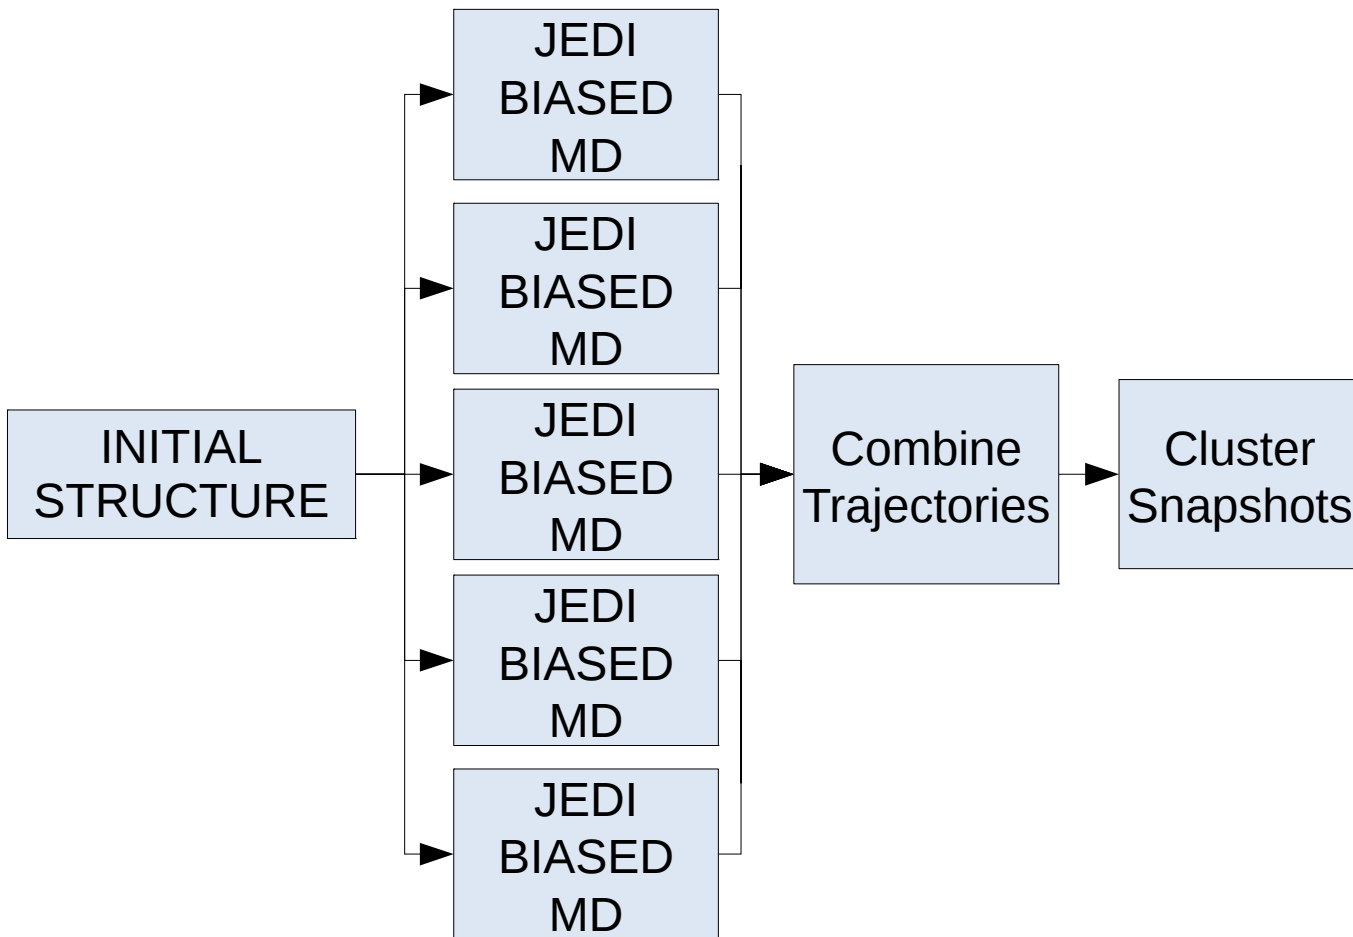 INITIAL
STRUCTURE
JEDI
BIASED
MD
JEDI
BIASED
MD
JEDI
BIASED
MD
JEDI
BIASED
MD
JEDI
BIASED
MD
Combine
Trajectories
Cluster
Snapshots